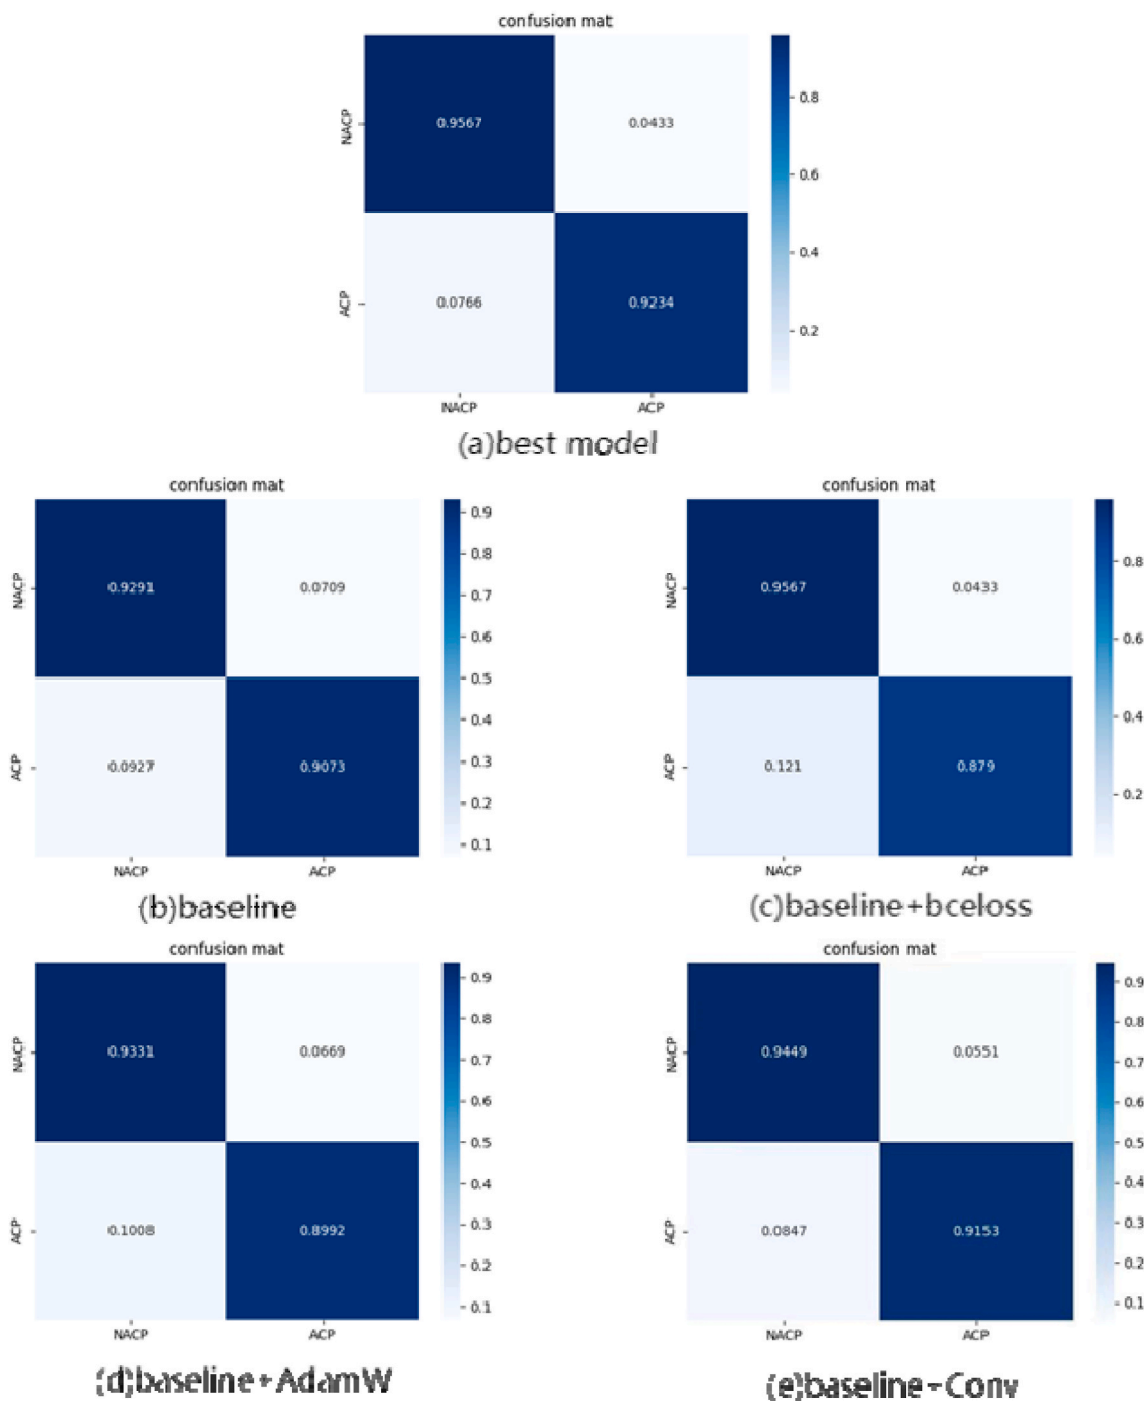 confusion mat
NACP
0.9567
0.0433
0.8
0.6
0.4
0.2
ACP
0.0766
0.9234
NACP
ACP
(a)best model
confusion mat
NACP
0.9291
0.0709
ACP
0.0927
0.9073
0.9
0.8
0.7
0.6
0.5
0.4
0.3
0.2
0.1
NACP
ACP
(b)baseline
confusion mat
NACP
0.9567
0.0433
ACP
0.121
0.879
0.8
0.6
0.4
0.2
NACP
ACP
(c)baseline+bceloss
confusion mat
NACP
0.9331
0.0669
ACP
0.1008
0.8992
0.9
0.8
0.7
0.6
0.5
0.4
0.3
0.2
0.1
NACP
ACP
(d)baseline+AdamW
confusion mat
NACP
0.9449
0.0551
ACP
0.0847
0.9153
0.9
0.8
0.7
0.6
0.5
0.4
0.3
0.2
0.1
NACP
ACP
(e)baseline+Conv